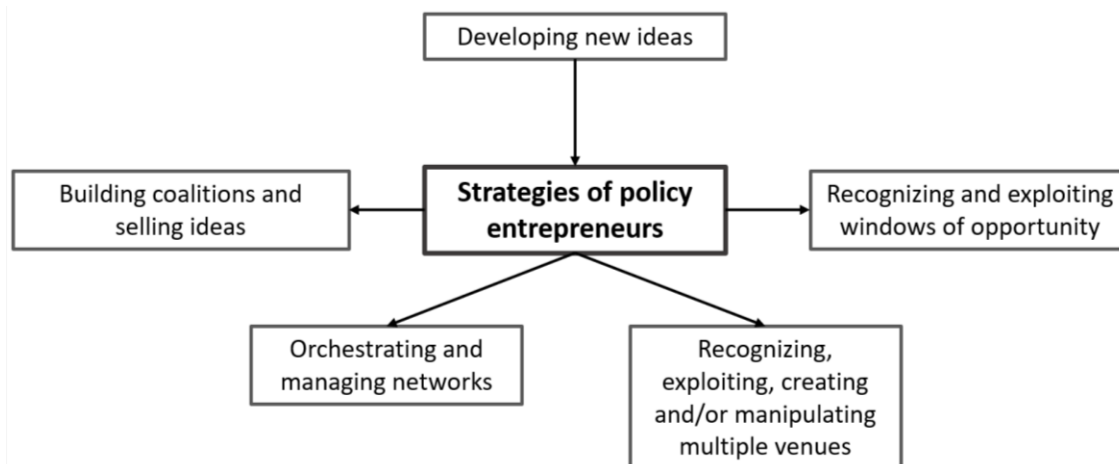 Developing new ideas
Building coalitions and
selling ideas
Strategies of policy
entrepreneurs
Recognizing and exploiting
windows of opportunity
Orchestrating and
managing networks
Recognizing,
exploiting, creating
and/or manipulating
multiple venues